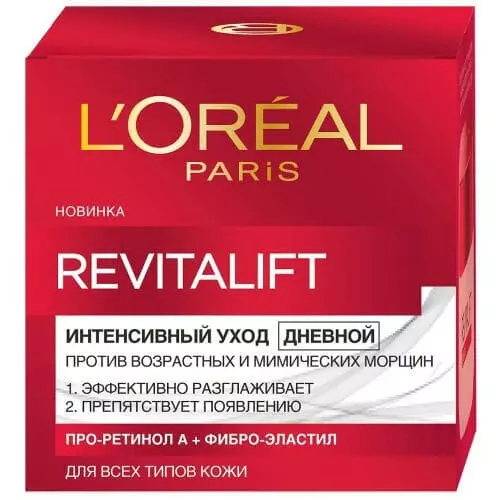 L'ORÉAL
PARiS
НОВИНКА
REVITALIFT
ИНТЕНСИВНЫЙ УХОД ДНЕВНОЙ
ПРОТИВ ВОЗРАСТНЫХ И МИМИЧЕСКИХ МОРЩИН
1. ЭФФЕКТИВНО РАЗГЛАЖИВАЕТ
2. ПРЕПЯТСТВУЕТ ПОЯВЛЕНИЮ
ПРО-РЕТИНОЛ А + ФИБРО-ЭЛАСТИЛ
ДЛЯ ВСЕХ ТИПОВ КОЖИ